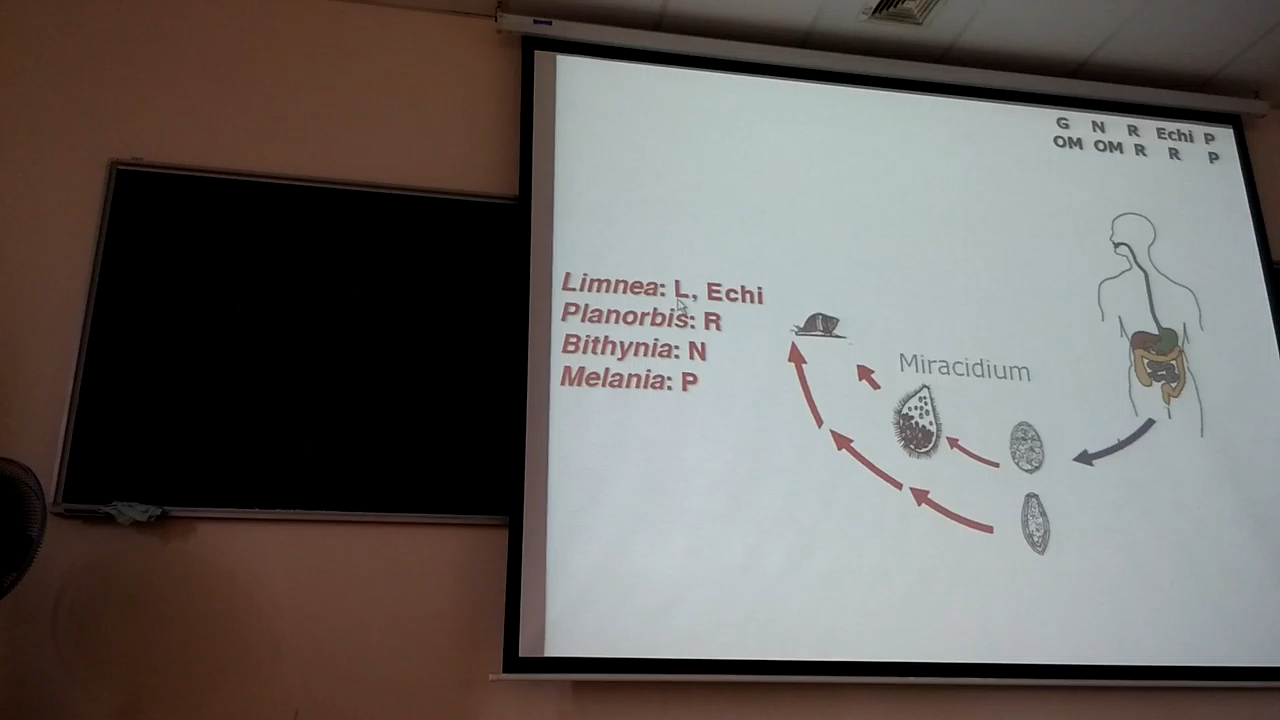 G N R Echi P
OM OM R R P
Limnea: L, Echi
Planorbis: R
Bithynia: N
Melania: P
Miracidium